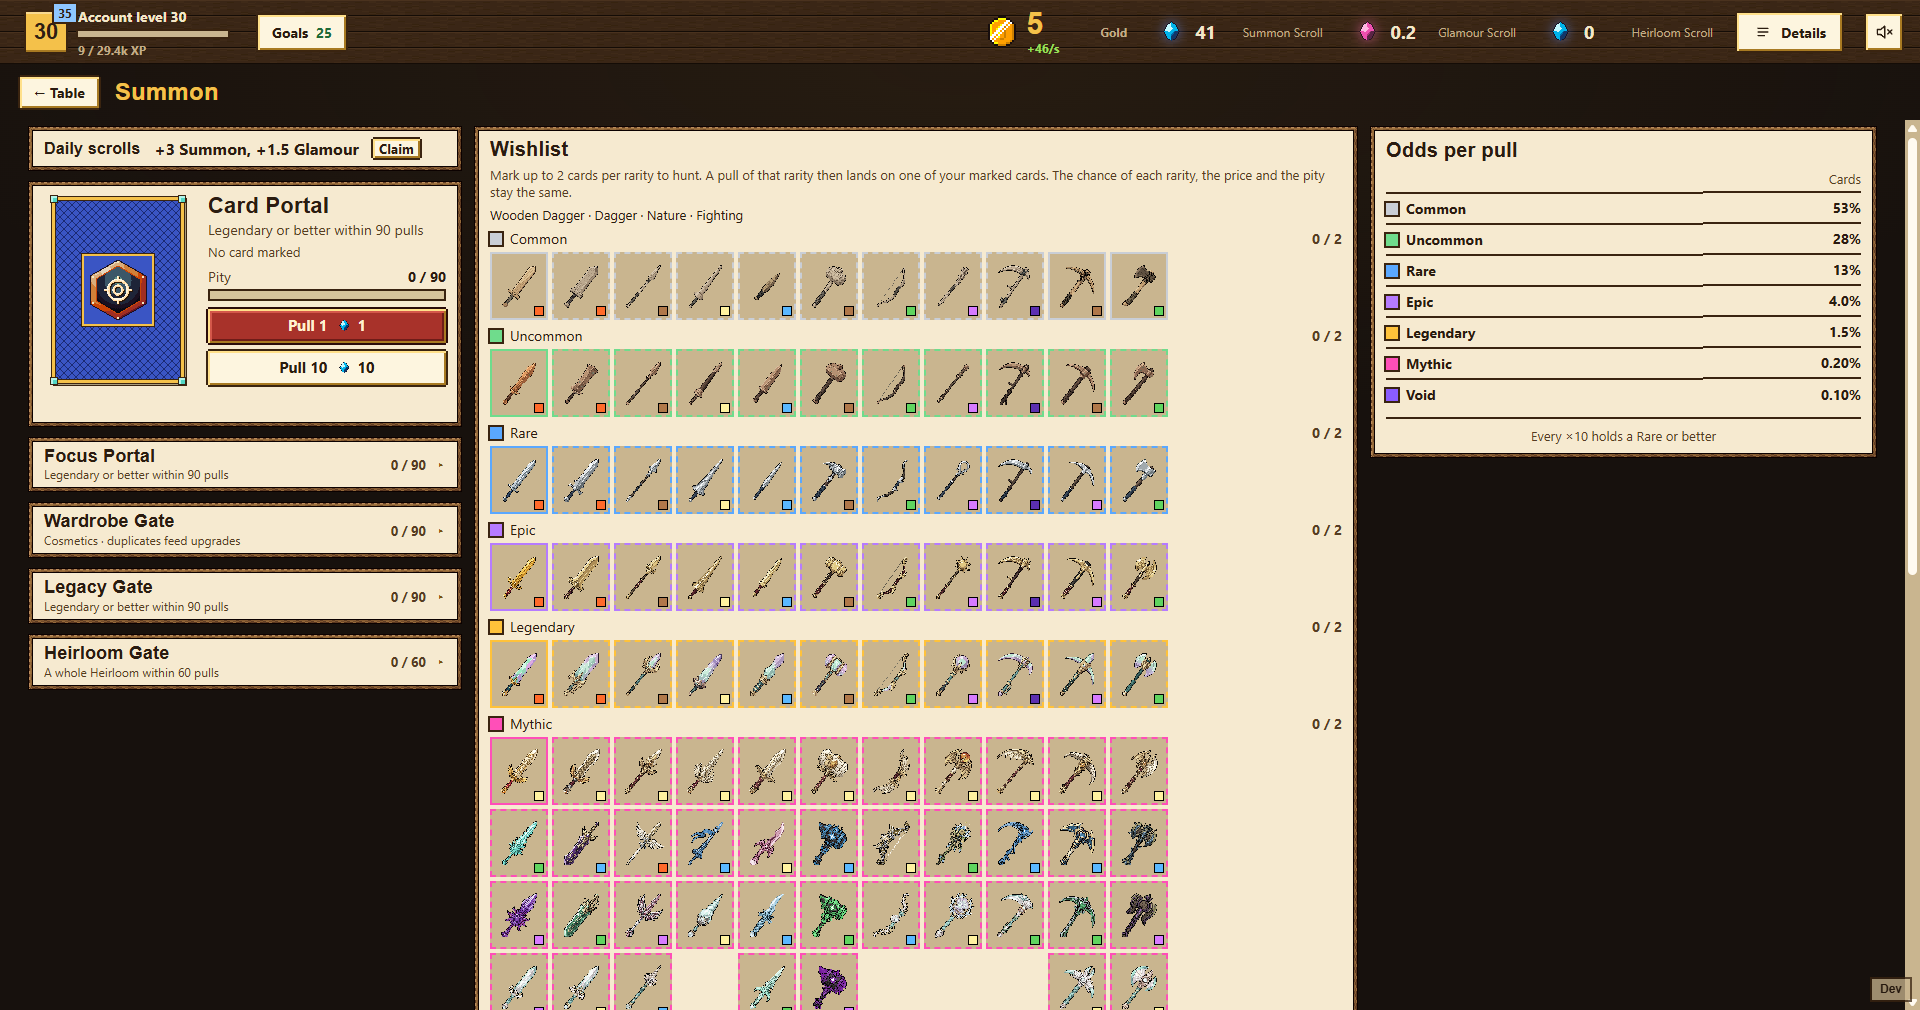 30
35
Account level 30
9 / 29.4k XP
Goals 25
5
+46/s
Gold
41
Summon Scroll
0.2
Glamour Scroll
0
Heirloom Scroll
Details
← Table
Summon
Daily scrolls +3 Summon, +1.5 Glamour Claim
Card Portal
Legendary or better within 90 pulls
No card marked
Pity 0 / 90
Pull 1 1
Pull 10 10
Focus Portal
Legendary or better within 90 pulls
0 / 90
Wardrobe Gate
Cosmetics · duplicates feed upgrades
0 / 90
Legacy Gate
Legendary or better within 90 pulls
0 / 90
Heirloom Gate
A whole Heirloom within 60 pulls
0 / 60
Wishlist
Mark up to 2 cards per rarity to hunt. A pull of that rarity then lands on one of your marked cards. The chance of each rarity, the price and the pity
stay the same.
Wooden Dagger · Dagger · Nature · Fighting
Common 0 / 2
Uncommon 0 / 2
Rare 0 / 2
Epic 0 / 2
Legendary 0 / 2
Mythic 0 / 2
Odds per pull
Cards
Common 53%
Uncommon 28%
Rare 13%
Epic 4.0%
Legendary 1.5%
Mythic 0.20%
Void 0.10%
Every ×10 holds a Rare or better
Dev